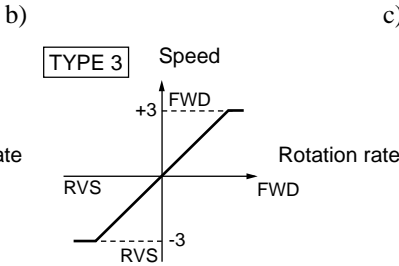 b)
c)
TYPE 3
Speed
+3
FWD
ate
Rotation rate
RVS
FWD
-3
RVS